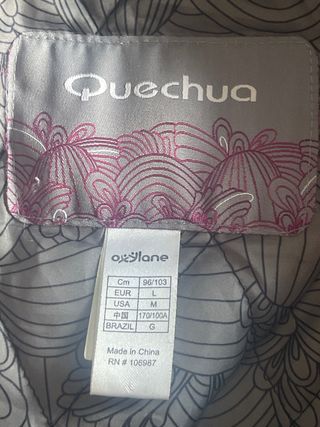 Quechua
oxylane
Cm 96/103
EUR L
USA M
中国 170/100A
BRAZIL G
Made in China
RN # 106987